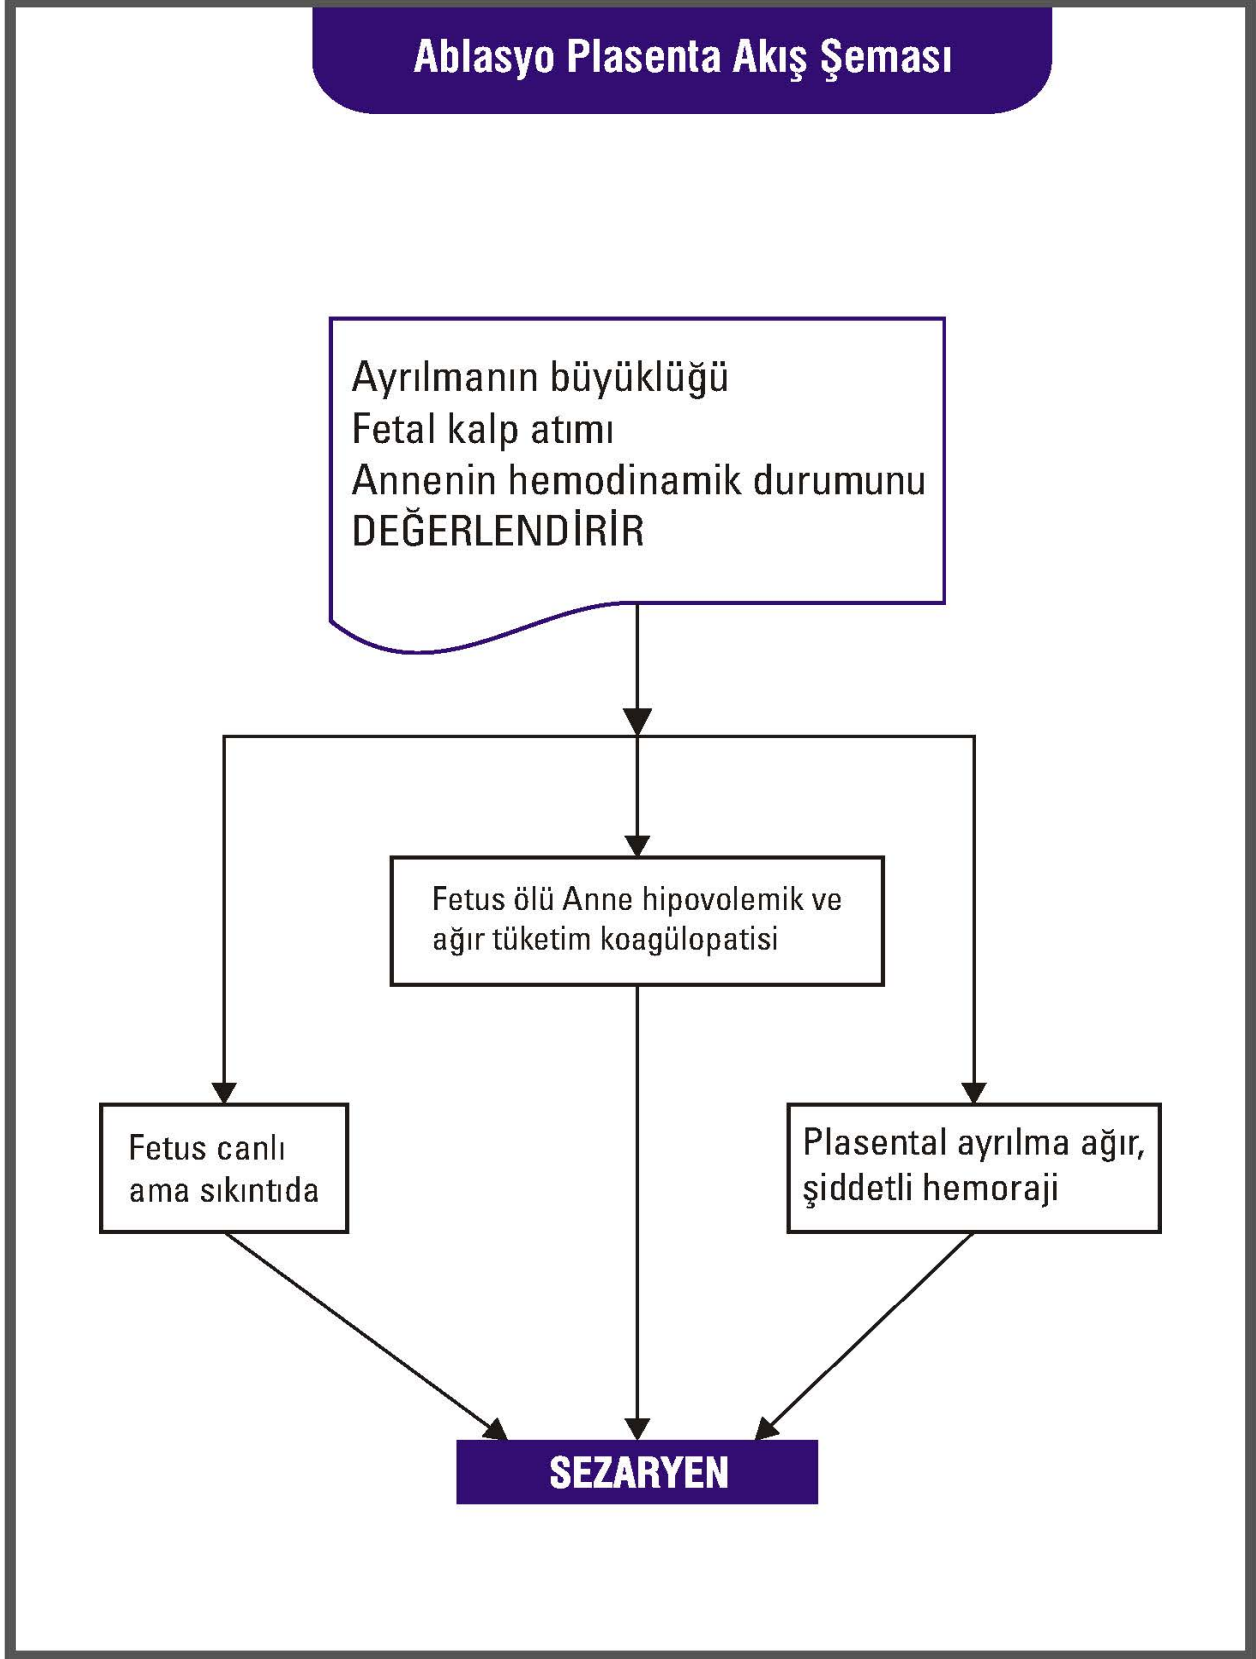 Ablasyo Plasenta Akış Şeması
Ayrılmanın büyüklüğü
Fetal kalp atımı
Annenin hemodinamik durumunu
DEĞERLENDİRİR
Fetus ölü Anne hipovolemik ve
ağır tüketim koagülopatisi
Fetus canlı
ama sıkıntıda
Plasental ayrılma ağır,
şiddetli hemoraji
SEZARYEN